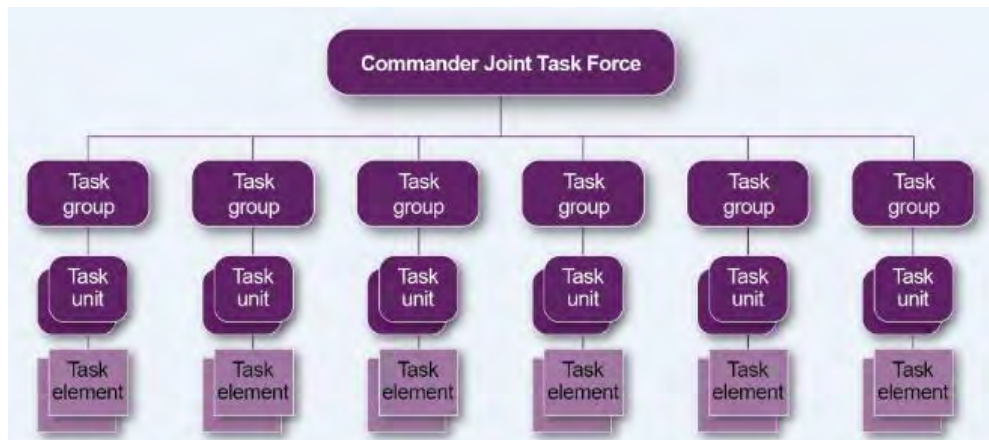 Commander Joint Task Force
Task
group
Task
group
Task
group
Task
group
Task
group
Task
group
Task
unit
Task
unit
Task
unit
Task
unit
Task
unit
Task
unit
Task
element
Task
element
Task
element
Task
element
Task
element
Task
element